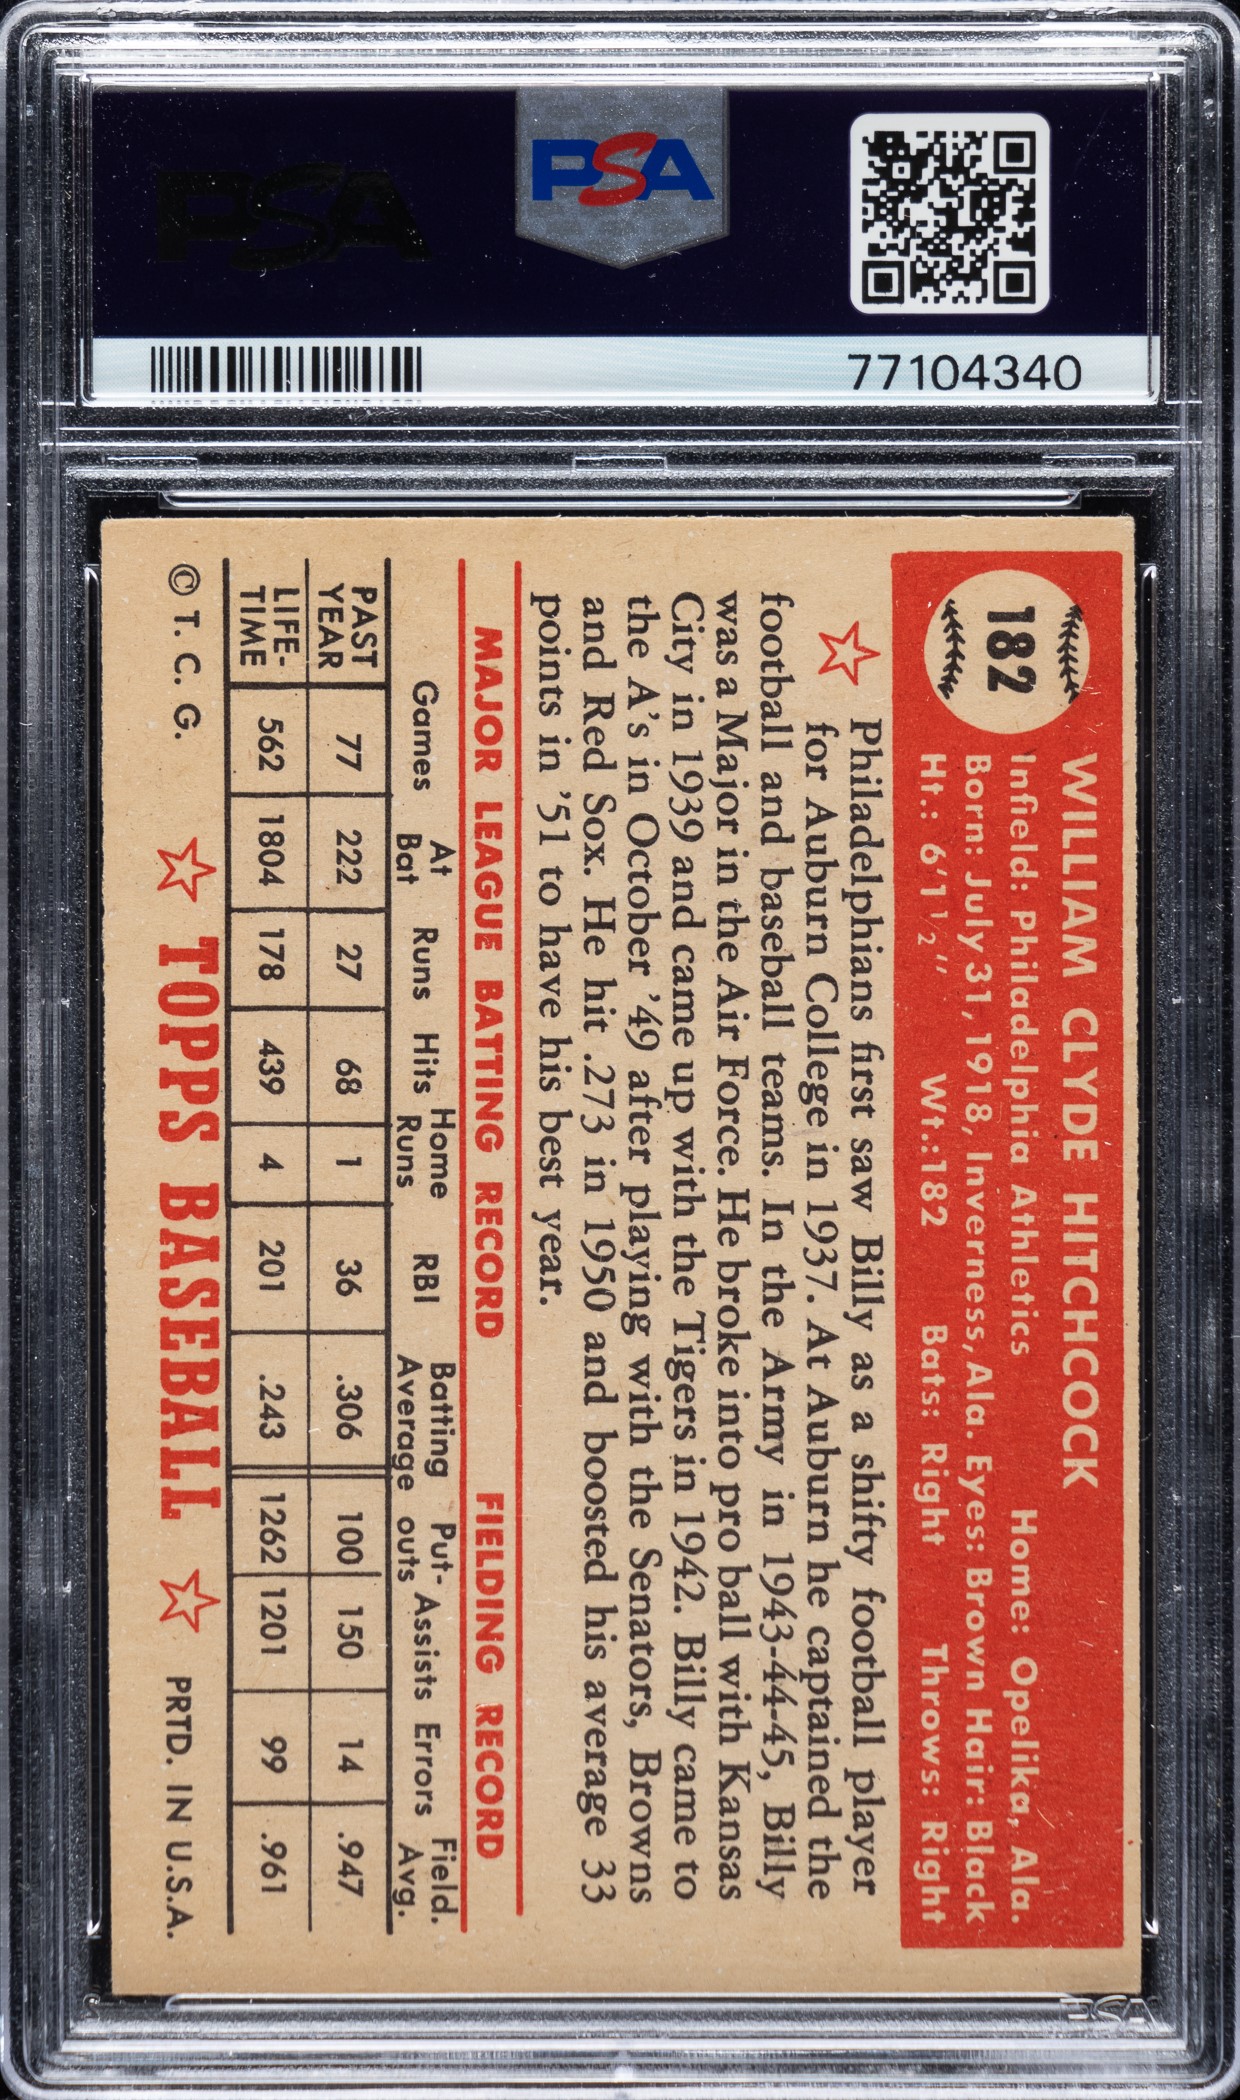 PSA
PSA
77104340
182
WILLIAM CLYDE HITCHCOCK
Infield: Philadelphia Athletics Home: Opelika, Ala.
Born: July 31, 1918, Inverness, Ala. Eyes: Brown Hair: Black
Ht.: 6'1½" Wt.: 182 Bats: Right Throws: Right
Philadelphians first saw Billy as a shifty football player
for Auburn College in 1937. At Auburn he captained the
football and baseball teams. In the Army in 1943-44-45, Billy
was a Major in the Air Force. He broke into pro ball with Kansas
City in 1939 and came up with the Tigers in 1942. Billy came to
the A's in October '49 after playing with the Senators, Browns
and Red Sox. He hit .273 in 1950 and boosted his average 33
points in '51 to have his best year.
MAJOR LEAGUE BATTING RECORD FIELDING RECORD
Games At Bat Runs Hits Home Runs RBI Batting Average Put-outs Assists Errors Field. Avg.
PAST YEAR 77 222 27 68 1 36 .306 100 150 14 .947
LIFE-TIME 562 1804 178 439 4 201 .243 1262 1201 99 .961
© T. C. G. TOPPS BASEBALL PRTD. IN U.S.A.
PSA